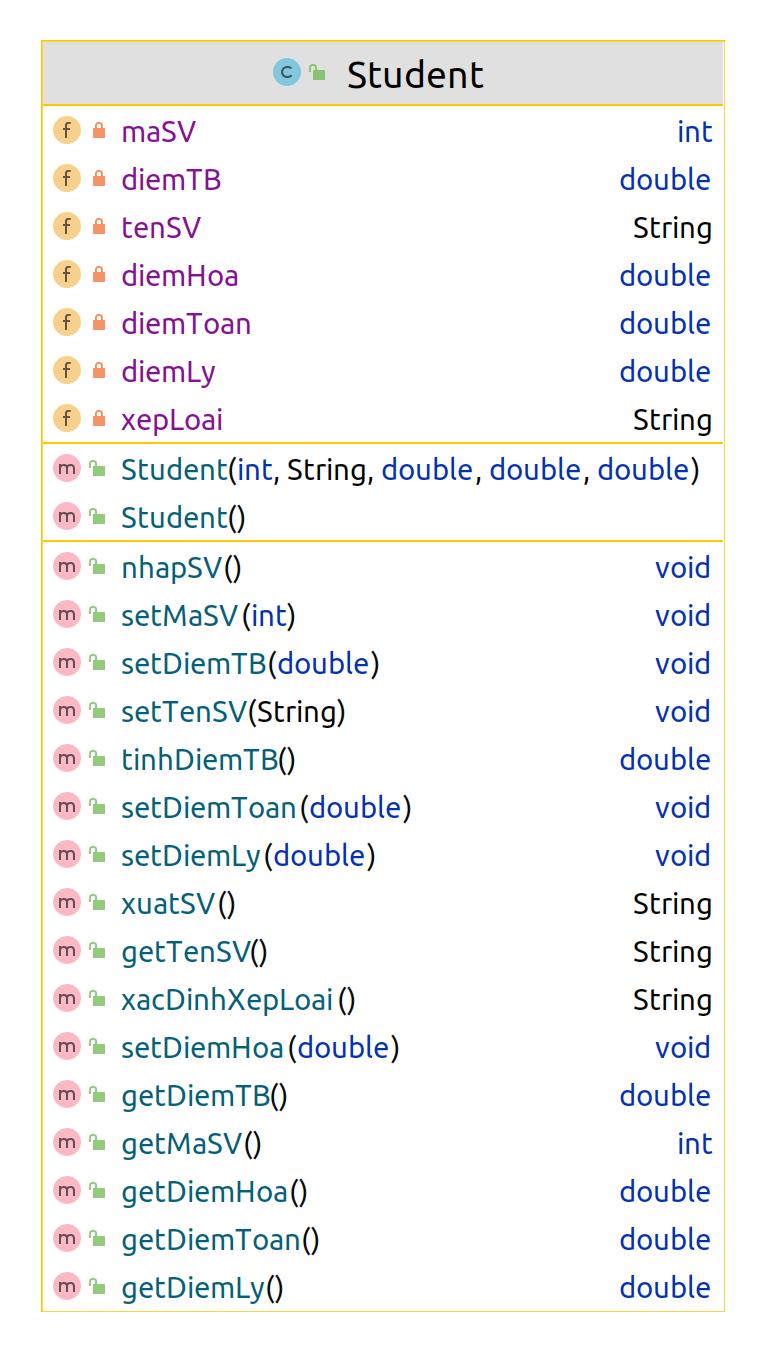 C Student
f maSV int
f diemTB double
f tenSV String
f diemHoa double
f diemToan double
f diemLy double
f xepLoai String
m Student(int, String, double, double, double)
m Student()
m nhapSV() void
m setMaSV(int) void
m setDiemTB(double) void
m setTenSV(String) void
m tinhDiemTB() double
m setDiemToan(double) void
m setDiemLy(double) void
m xuatSV() String
m getTenSV() String
m xacDinhXepLoai() String
m setDiemHoa(double) void
m getDiemTB() double
m getMaSV() int
m getDiemHoa() double
m getDiemToan() double
m getDiemLy() double